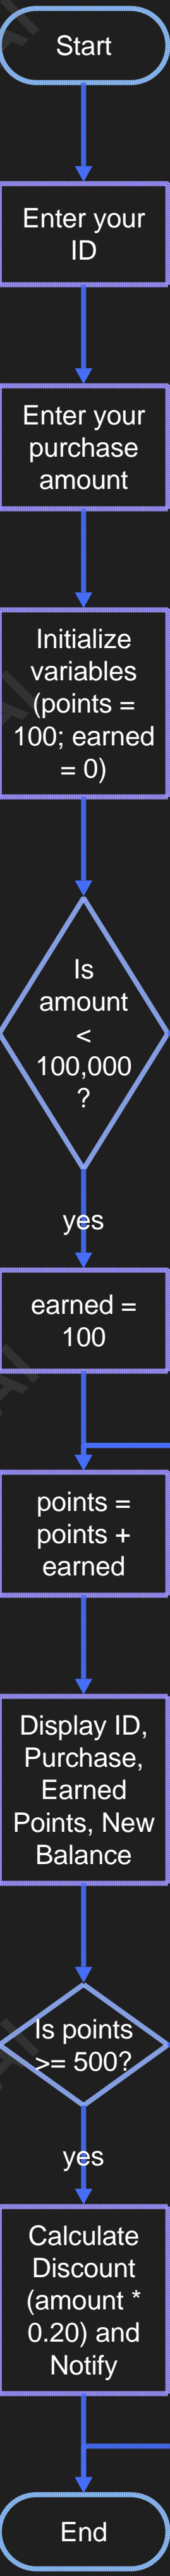 Start
Enter your
ID
Enter your
purchase
amount
Initialize
variables
(points =
100; earned
= 0)
Is
amount
<
100,000
?
yes
earned =
100
points =
points +
earned
Display ID,
Purchase,
Earned
Points, New
Balance
Is points
>= 500?
yes
Calculate
Discount
(amount *
0.20) and
Notify
End